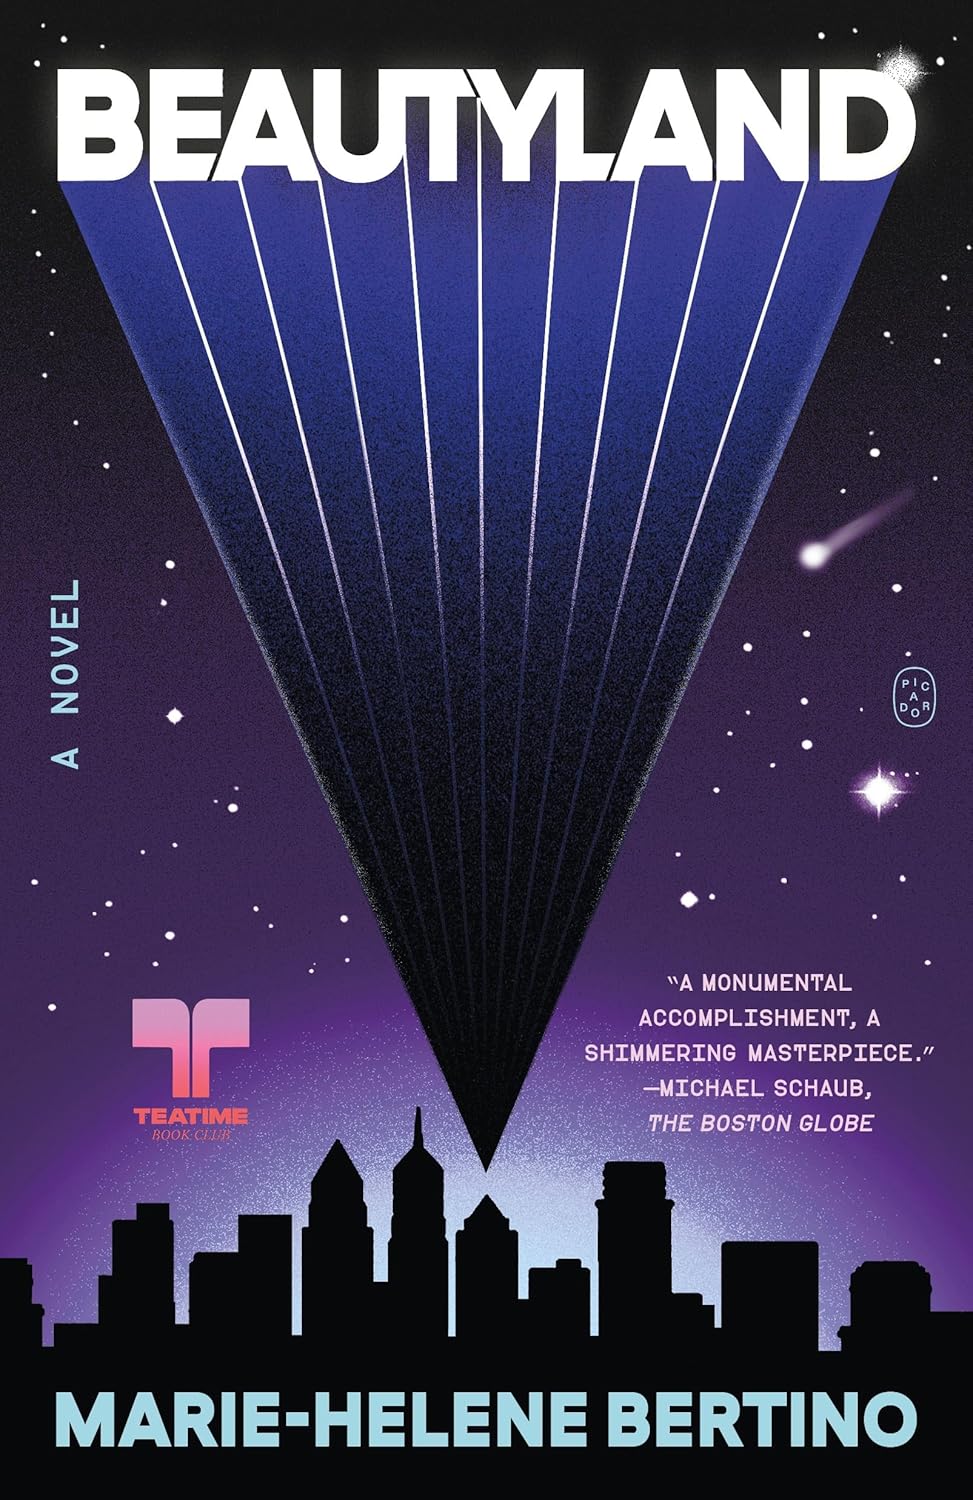 BEAUTYLAND
A NOVEL
PICADOR
"A MONUMENTAL
ACCOMPLISHMENT, A
SHIMMERING MASTERPIECE."
—MICHAEL SCHAUB,
THE BOSTON GLOBE
T
TEATIME
BOOK CLUB
MARIE-HELENE BERTINO